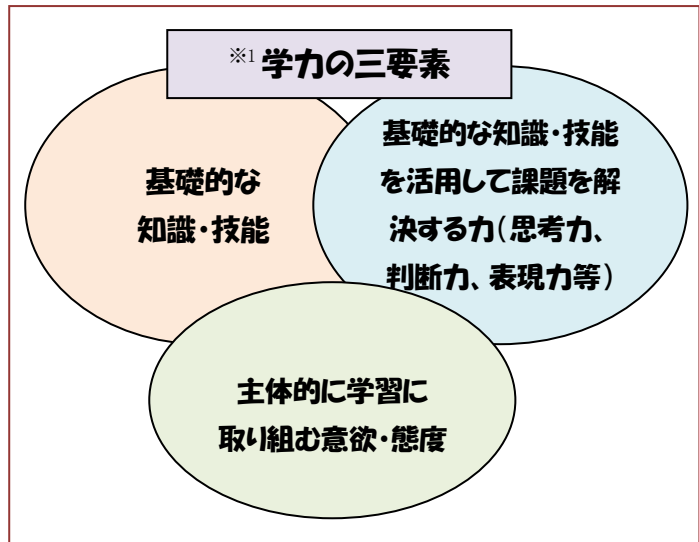 ※1 学力の三要素
基礎的な
知識・技能
基礎的な知識・技能
を活用して課題を解
決する力(思考力、
判断力、表現力等)
主体的に学習に
取り組む意欲・態度